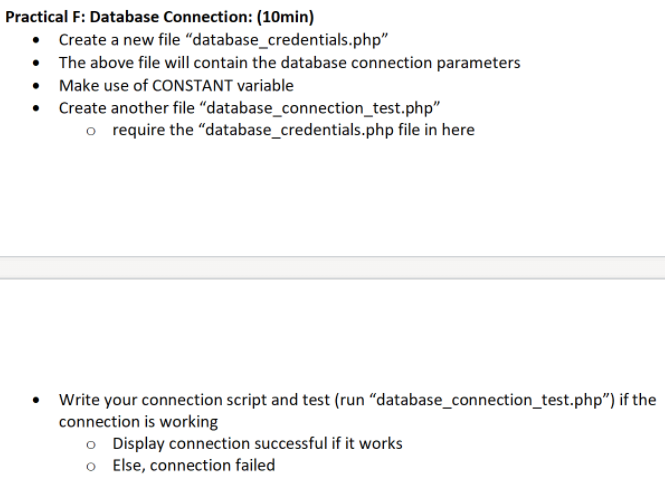 Practical F: Database Connection: (10min)
• Create a new file “database_credentials.php”
• The above file will contain the database connection parameters
• Make use of CONSTANT variable
• Create another file “database_connection_test.php”
o require the “database_credentials.php file in here
• Write your connection script and test (run “database_connection_test.php”) if the
connection is working
o Display connection successful if it works
o Else, connection failed